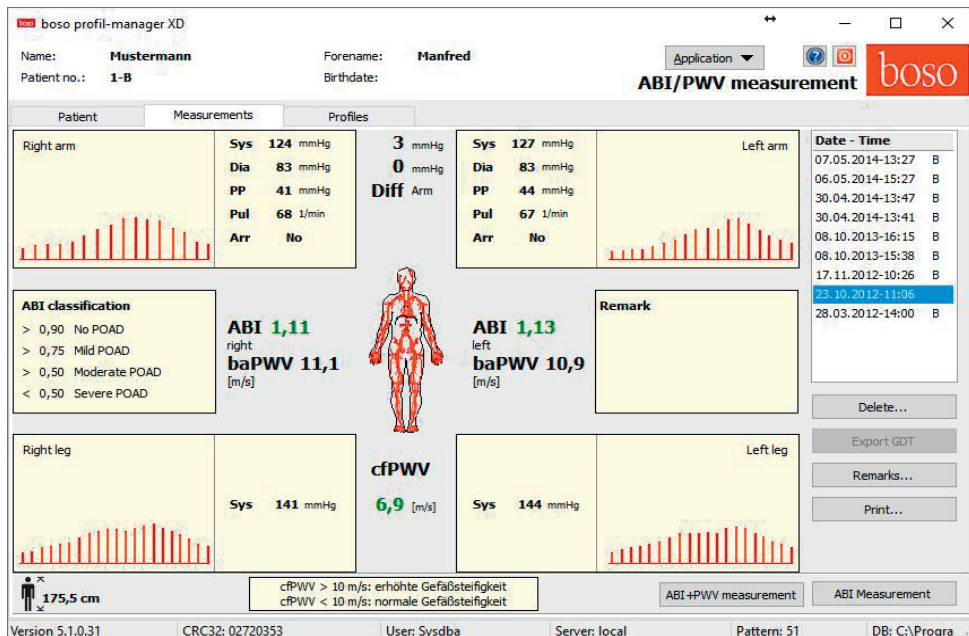 boso boso profil-manager XD
Name: Mustermann Forename: Manfred Application
Patient no.: 1-B Birthdate: ABI/PWV measurement
boso
Patient Measurements Profiles
Right arm
Sys 124 mmHg
Dia 83 mmHg
PP 41 mmHg
Pul 68 1/min
Arr No
3 mmHg
0 mmHg
Diff Arm
Sys 127 mmHg
Dia 83 mmHg
PP 44 mmHg
Pul 67 1/min
Arr No
Left arm
Date - Time
07.05.2014-13:27 B
06.05.2014-15:27 B
30.04.2014-13:47 B
30.04.2014-13:41 B
08.10.2013-16:15 B
08.10.2013-15:38 B
17.11.2012-10:26 B
23.10.2012-11:06
28.03.2012-14:00 B
ABI classification
> 0,90 No POAD
> 0,75 Mild POAD
> 0,50 Moderate POAD
< 0,50 Severe POAD
ABI 1,11
right
baPWV 11,1
[m/s]
ABI 1,13
left
baPWV 10,9
[m/s]
Remark
Delete...
Export GDT
Remarks...
Print...
Right leg
Sys 141 mmHg
cfPWV
6,9 [m/s]
Sys 144 mmHg
Left leg
175,5 cm
cfPWV > 10 m/s: erhöhte Gefäßsteifigkeit
cfPWV < 10 m/s: normale Gefäßsteifigkeit
ABI+PWV measurement
ABI Measurement
Version 5.1.0.31 CRC32: 02720353 User: Sysdba Server: local Pattern: 51 DB: C:\Progra